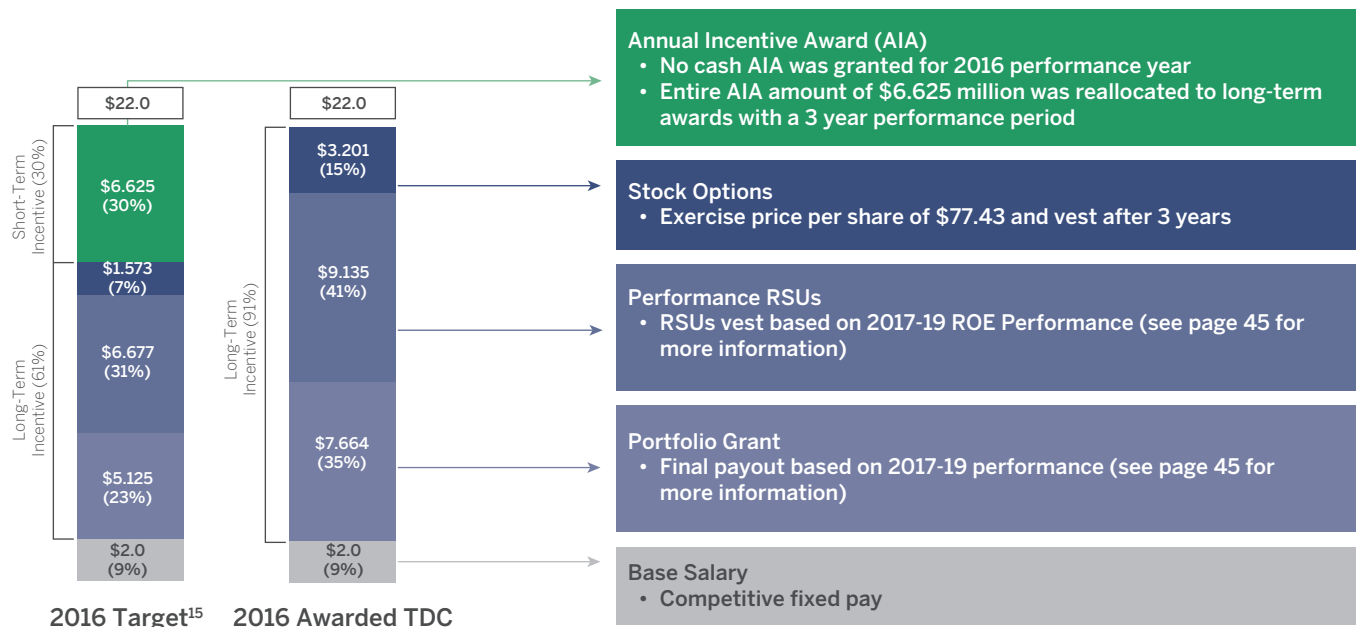 $22.0
$6.625
(30%)
$1.573
(7%)
$6.677
(31%)
$5.125
(23%)
$2.0
(9%)
Short-Term
Incentive (30%)
Long-Term
Incentive (61%)
2016 Target15
$22.0
$3.201
(15%)
$9.135
(41%)
$7.664
(35%)
$2.0
(9%)
Long-Term
Incentive (91%)
2016 Awarded TDC
Annual Incentive Award (AIA)
• No cash AIA was granted for 2016 performance year
• Entire AIA amount of $6.625 million was reallocated to long-term
awards with a 3 year performance period
Stock Options
• Exercise price per share of $77.43 and vest after 3 years
Performance RSUs
• RSUs vest based on 2017-19 ROE Performance (see page 45 for
more information)
Portfolio Grant
• Final payout based on 2017-19 performance (see page 45 for
more information)
Base Salary
• Competitive fixed pay